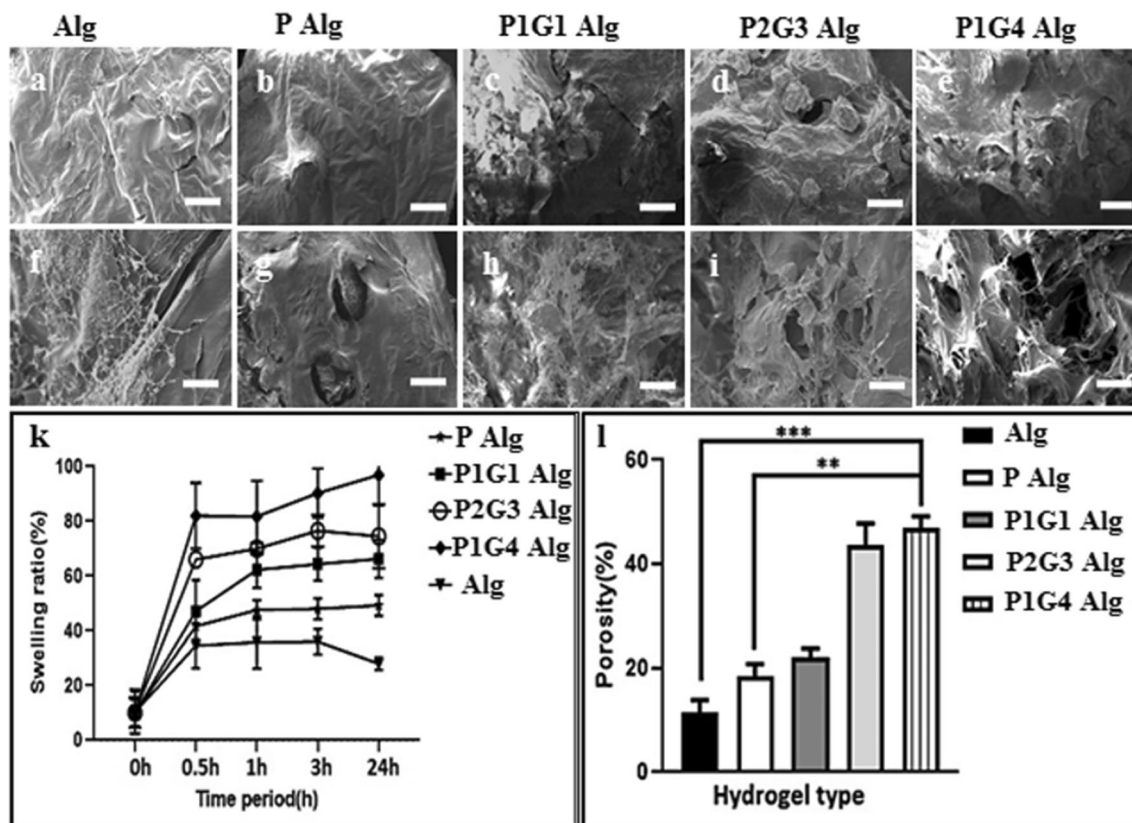 Alg P Alg P1G1 Alg P2G3 Alg P1G4 Alg
a b c d e
f g h i
k
P Alg
P1G1 Alg
P2G3 Alg
P1G4 Alg
Alg
100
80
60
40
20
0
Swelling ratio(%)
0h 0.5h 1h 3h 24h
Time period(h)
l
***
**
60
40
20
0
Porosity(%)
Hydrogel type
Alg
P Alg
P1G1 Alg
P2G3 Alg
P1G4 Alg